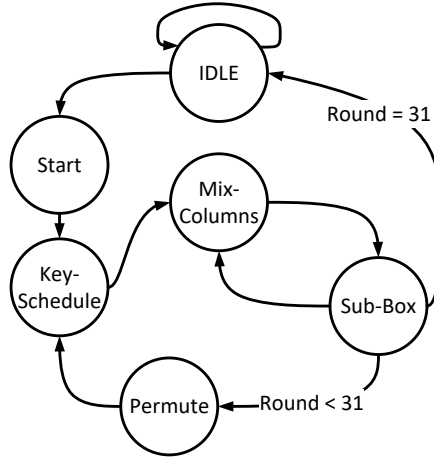 IDLE
Round = 31
Start
Mix-
Columns
Key-
Schedule
Sub-Box
Permute
Round < 31